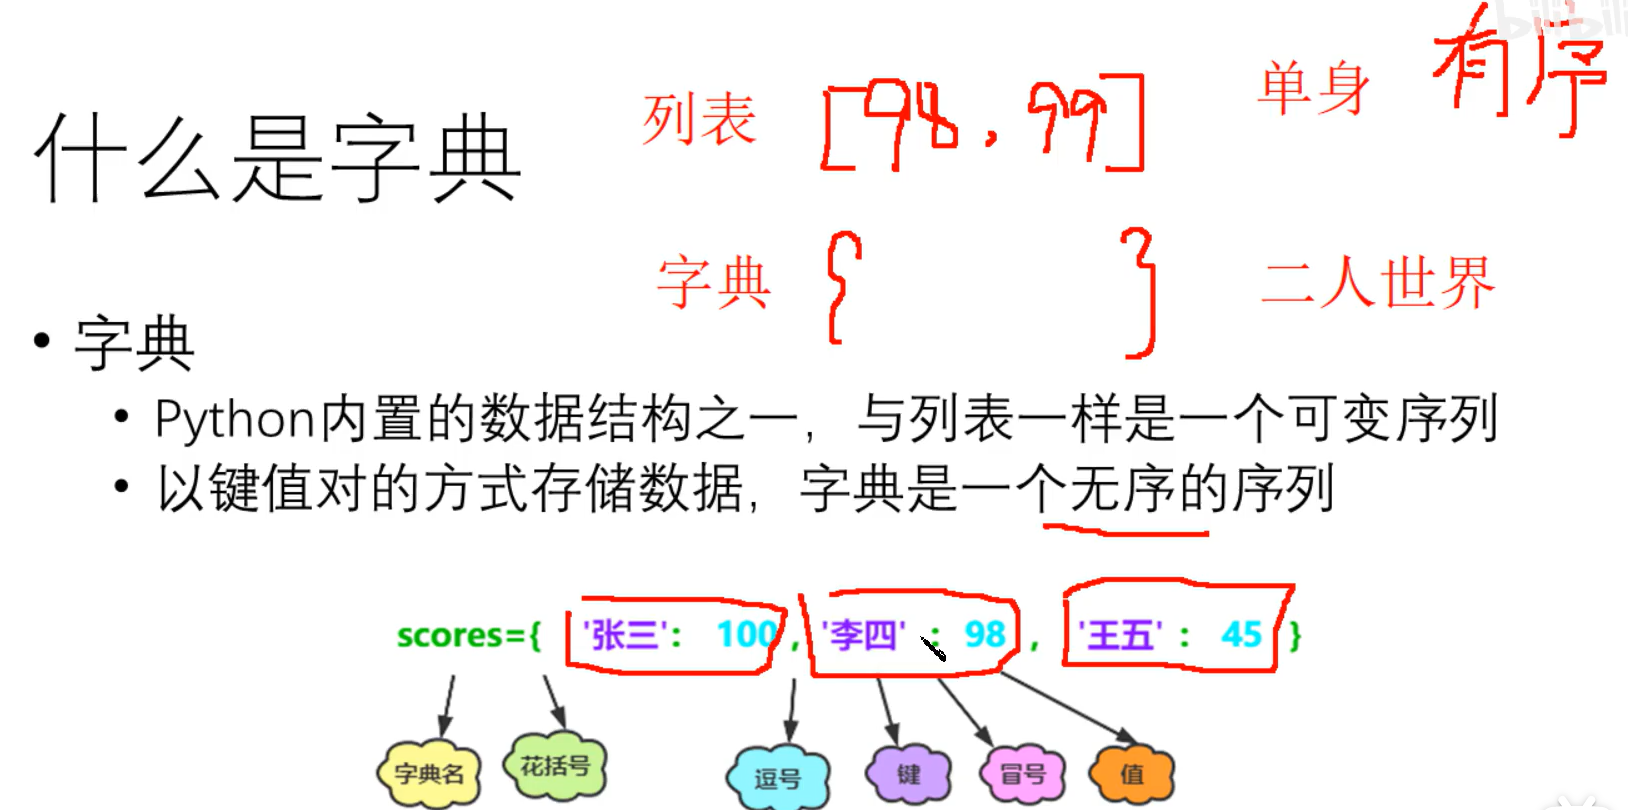 bilibili
列表 [98, 99] 单身 有序
什么是字典
字典 { } 二人世界
• 字典
• Python内置的数据结构之一，与列表一样是一个可变序列
• 以键值对的方式存储数据，字典是一个无序的序列
scores={ '张三': 100 , '李四' : 98 , '王五' : 45 }
字典名 花括号 逗号 键 冒号 值